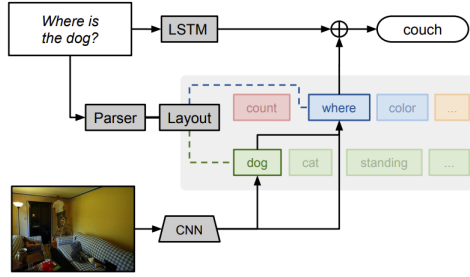 Where is
the dog?
LSTM
couch
Parser
Layout
count
where
color
...
dog
cat
standing
...
CNN